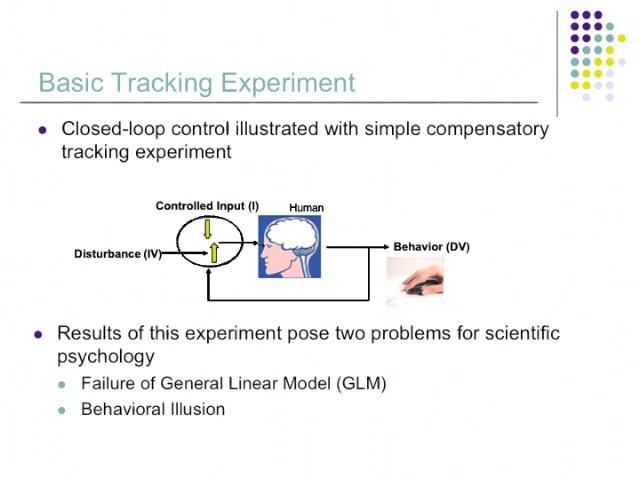 Basic Tracking Experiment
Closed-loop control illustrated with simple compensatory
tracking experiment
Controlled Input (I)
Human
Disturbance (IV)
Behavior (DV)
Results of this experiment pose two problems for scientific
psychology
Failure of General Linear Model (GLM)
Behavioral Illusion